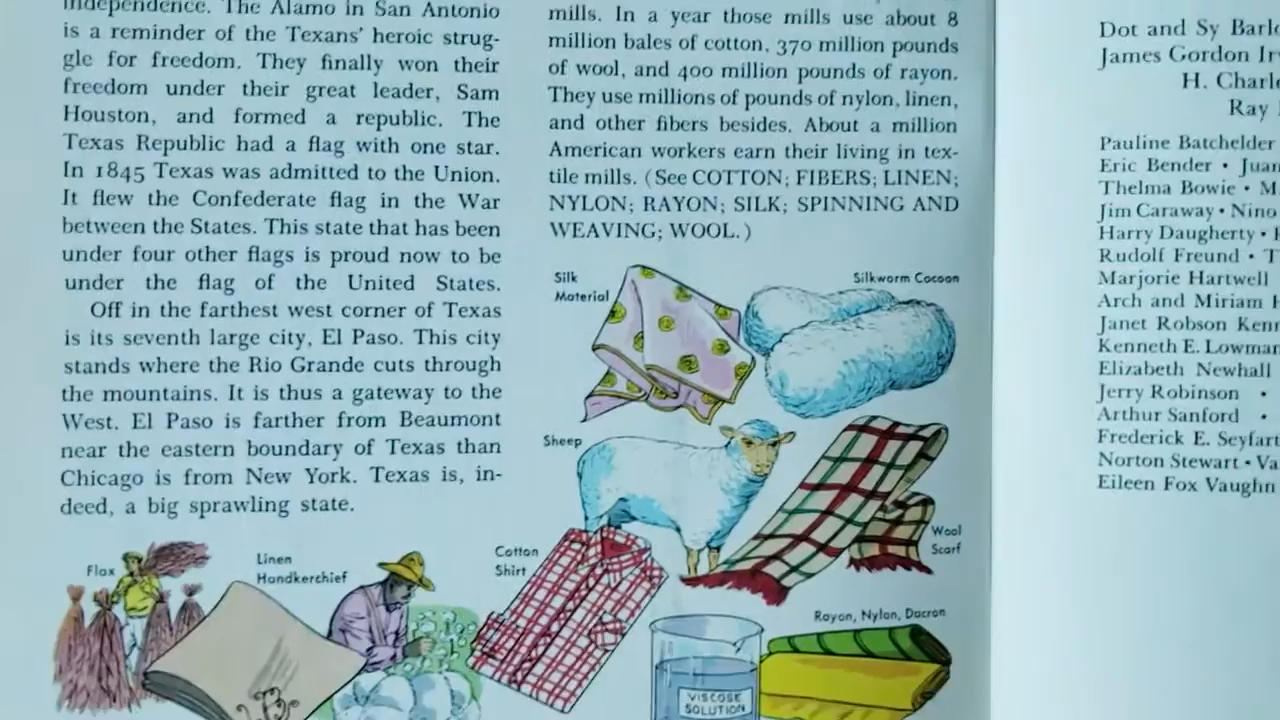 independence. The Alamo in San Antonio
is a reminder of the Texans' heroic strug-
gle for freedom. They finally won their
freedom under their great leader, Sam
Houston, and formed a republic. The
Texas Republic had a flag with one star.
In 1845 Texas was admitted to the Union.
It flew the Confederate flag in the War
between the States. This state that has been
under four other flags is proud now to be
under the flag of the United States.
Off in the farthest west corner of Texas
is its seventh large city, El Paso. This city
stands where the Rio Grande cuts through
the mountains. It is thus a gateway to the
West. El Paso is farther from Beaumont
near the eastern boundary of Texas than
Chicago is from New York. Texas is, in-
deed, a big sprawling state.
mills. In a year those mills use about 8
million bales of cotton, 370 million pounds
of wool, and 400 million pounds of rayon.
They use millions of pounds of nylon, linen,
and other fibers besides. About a million
American workers earn their living in tex-
tile mills. (See COTTON; FIBERS; LINEN;
NYLON; RAYON; SILK; SPINNING AND
WEAVING; WOOL.)
Silk
Material
Silkworm Cocoon
Sheep
Wool
Scarf
Flax
Linen
Handkerchief
Cotton
Shirt
Rayon, Nylon, Dacron
VISCOSE
SOLUTION
Dot and Sy
James Gordon
H.
Ray
Pauline Batchelder
Eric Bender •
Thelma Bowie •
Jim Caraway • Nino
Harry Daugherty •
Rudolf Freund •
Marjorie Hartwell
Arch and Miriam
Janet Robson
Kenneth E.
Elizabeth Newhall
Jerry Robinson •
Arthur Sanford •
Frederick E.
Norton Stewart •
Eileen Fox Vaughn